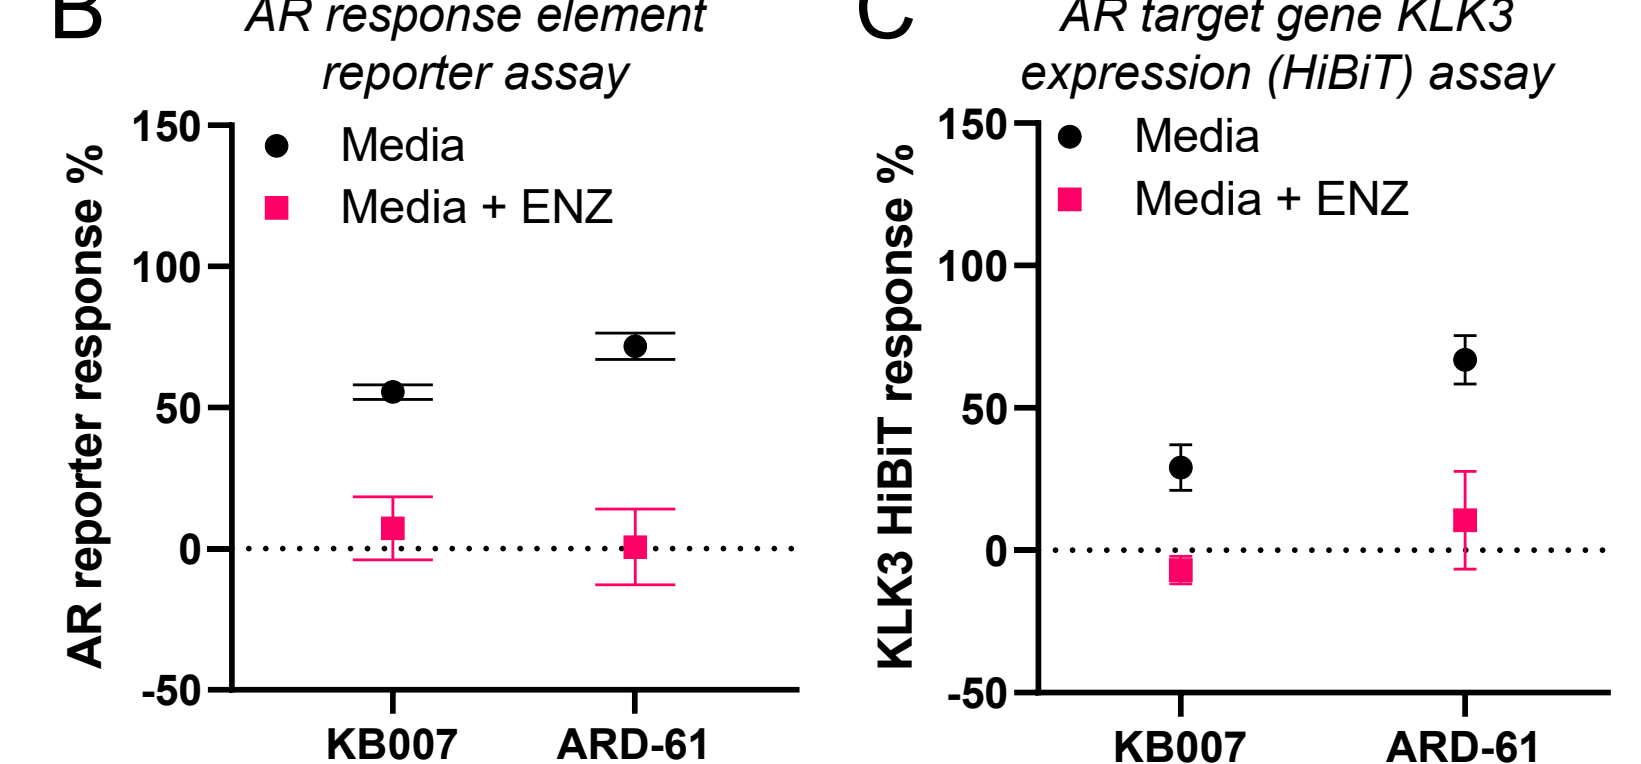 B
AR response element
reporter assay
AR reporter response %
150
100
50
0
-50
Media
Media + ENZ
KB007
ARD-61
C
AR target gene KLK3
expression (HiBiT) assay
KLK3 HiBiT response %
150
100
50
0
-50
Media
Media + ENZ
KB007
ARD-61